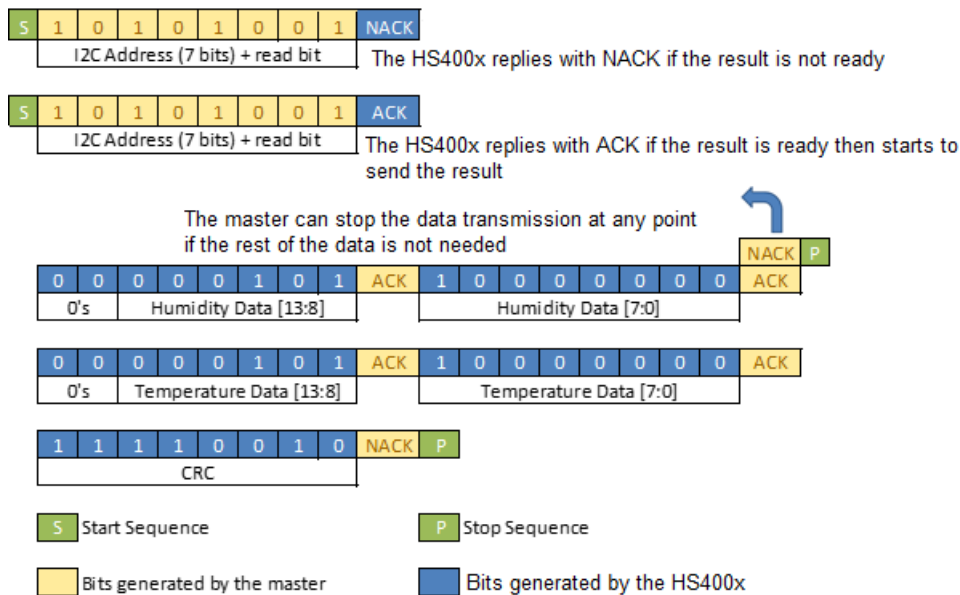 S 1 0 1 0 1 0 0 1 NACK
I2C Address (7 bits) + read bit
The HS400x replies with NACK if the result is not ready
S 1 0 1 0 1 0 0 1 ACK
I2C Address (7 bits) + read bit
The HS400x replies with ACK if the result is ready then starts to
send the result
The master can stop the data transmission at any point
if the rest of the data is not needed
NACK P
0 0 0 0 0 1 0 1 ACK 1 0 0 0 0 0 0 0 ACK
0's Humidity Data [13:8] Humidity Data [7:0]
0 0 0 0 0 1 0 1 ACK 1 0 0 0 0 0 0 0 ACK
0's Temperature Data [13:8] Temperature Data [7:0]
1 1 1 1 0 0 1 0 NACK P
CRC
S Start Sequence P Stop Sequence
Bits generated by the master Bits generated by the HS400x